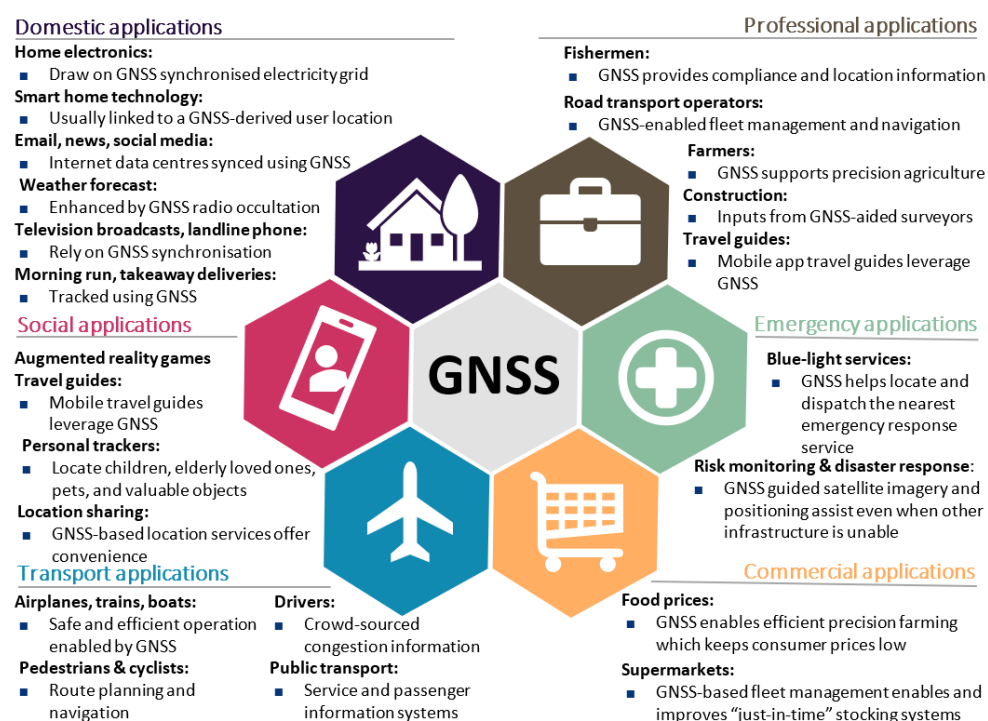 Domestic applications
Home electronics:
▪ Draw on GNSS synchronised electricity grid
Smart home technology:
▪ Usually linked to a GNSS-derived user location
Email, news, social media:
▪ Internet data centres synced using GNSS
Weather forecast:
▪ Enhanced by GNSS radio occultation
Television broadcasts, landline phone:
▪ Rely on GNSS synchronisation
Morning run, takeaway deliveries:
▪ Tracked using GNSS
Professional applications
Fishermen:
▪ GNSS provides compliance and location information
Road transport operators:
▪ GNSS-enabled fleet management and navigation
Farmers:
▪ GNSS supports precision agriculture
Construction:
▪ Inputs from GNSS-aided surveyors
Travel guides:
▪ Mobile app travel guides leverage
GNSS
Social applications
Augmented reality games
Travel guides:
▪ Mobile travel guides
leverage GNSS
Personal trackers:
▪ Locate children, elderly loved ones,
pets, and valuable objects
Location sharing:
▪ GNSS-based location services offer
convenience
GNSS
Emergency applications
Blue-light services:
▪ GNSS helps locate and
dispatch the nearest
emergency response
service
Risk monitoring & disaster response:
▪ GNSS guided satellite imagery and
positioning assist even when other
infrastructure is unable
Transport applications
Airplanes, trains, boats:
▪ Safe and efficient operation
enabled by GNSS
Pedestrians & cyclists:
▪ Route planning and
navigation
Drivers:
▪ Crowd-sourced
congestion information
Public transport:
▪ Service and passenger
information systems
Commercial applications
Food prices:
▪ GNSS enables efficient precision farming
which keeps consumer prices low
Supermarkets:
▪ GNSS-based fleet management enables and
improves “just-in-time” stocking systems